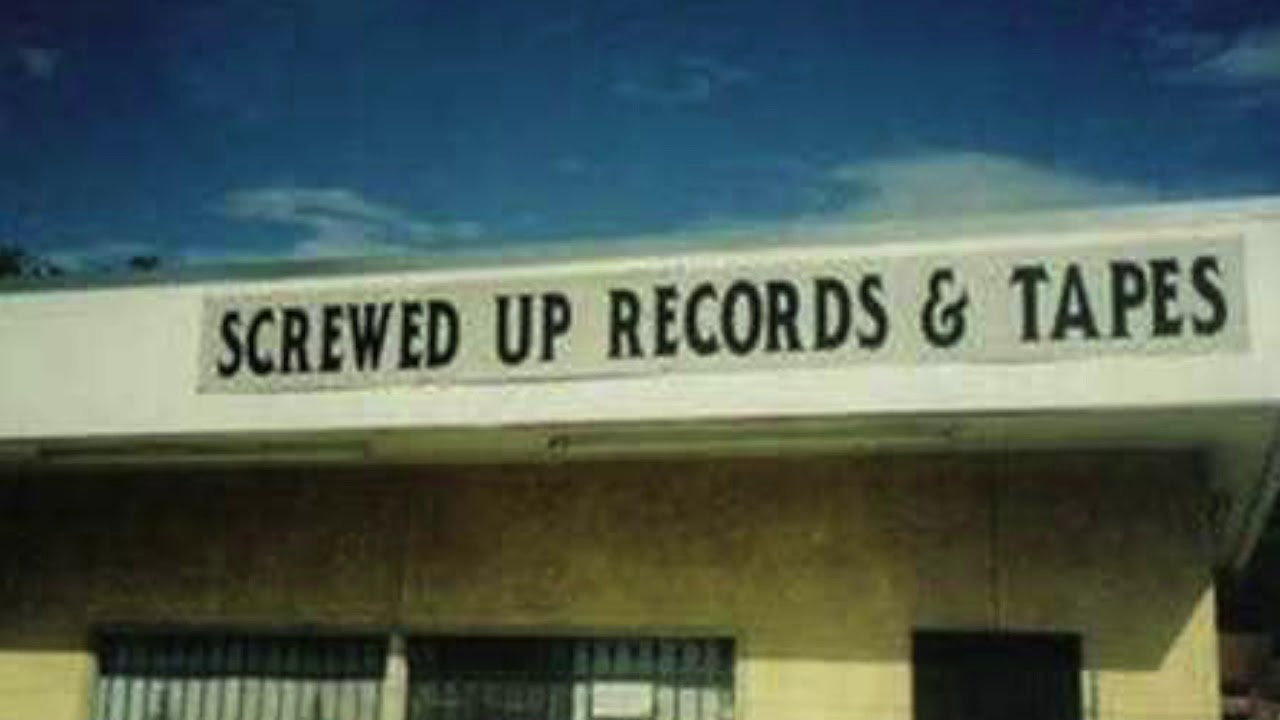 SCREWED UP RECORDS & TAPES